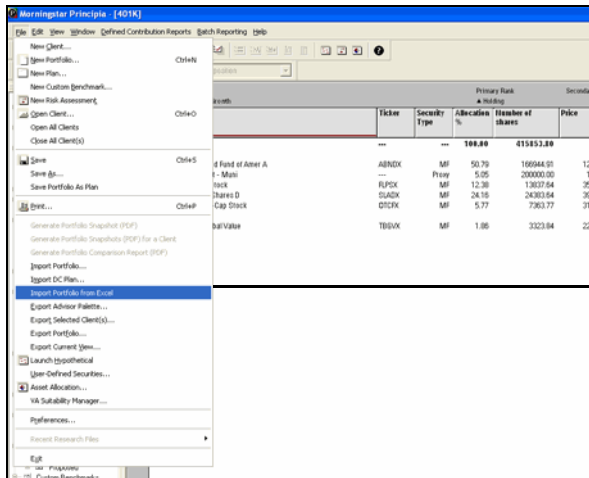 Morningstar Principia - [401K]
File Edit View Window Defined Contribution Reports Batch Reporting Help
New Client...
New Portfolio... Ctrl+N
New Plan...
New Custom Benchmark...
New Risk Assessment
Open Client... Ctrl+O
Open All Clients
Close All Client(s)
Save Ctrl+S
Save As...
Save Portfolio As Plan
Print... Ctrl+P
Generate Portfolio Snapshot (PDF)
Generate Portfolio Snapshots (PDF) for a Client
Generate Portfolio Comparison Report (PDF)
Import Portfolio...
Import DC Plan...
Import Portfolio from Excel
Export Advisor Palette...
Export Selected Client(s)...
Export Portfolio...
Export Current View...
Launch Hypothetical
User-Defined Securities...
Asset Allocation...
VA Suitability Manager...
Preferences...
Recent Research Files
Exit
Proposed
Custom Benchmarks
Primary Rank
Holding
Ticker Security Type Allocation % Number of shares Price
--- --- 100.00 415853.80
d Fund of Amer A ABNDX MF 50.79 166944.91
- Muni --- Proxy 5.05 200000.00
tock FLPSX MF 12.38 13837.64
Shares D SLADX MF 24.16 24383.64
-Cap Stock OTCFX MF 5.77 7363.77
bal Value TBGVX MF 1.86 3323.84